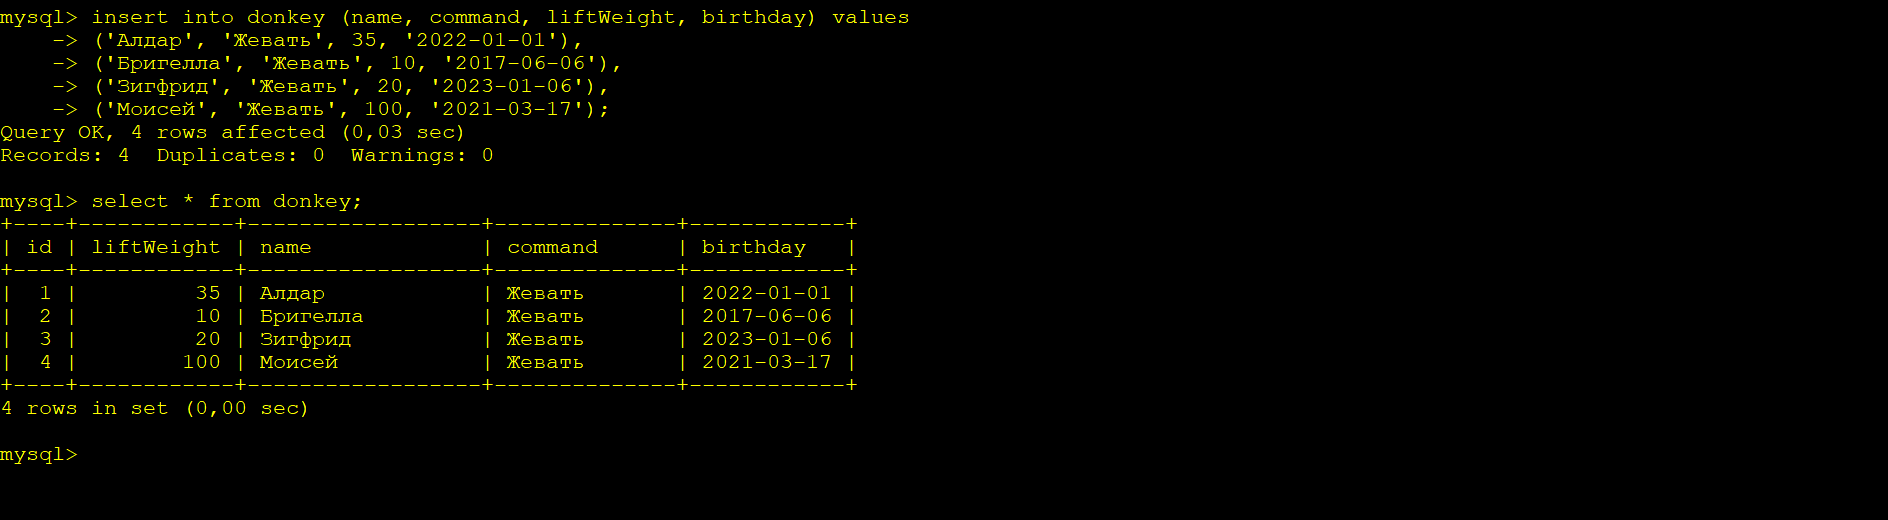 mysql> insert into donkey (name, command, liftWeight, birthday) values
    -> ('Алдар', 'Жевать', 35, '2022-01-01'),
    -> ('Бригелла', 'Жевать', 10, '2017-06-06'),
    -> ('Зигфрид', 'Жевать', 20, '2023-01-06'),
    -> ('Моисей', 'Жевать', 100, '2021-03-17');
Query OK, 4 rows affected (0,03 sec)
Records: 4  Duplicates: 0  Warnings: 0

mysql> select * from donkey;
+----+------------+------------------+--------------+------------+
| id | liftWeight | name             | command      | birthday   |
+----+------------+------------------+--------------+------------+
|  1 |         35 | Алдар            | Жевать       | 2022-01-01 |
|  2 |         10 | Бригелла         | Жевать       | 2017-06-06 |
|  3 |         20 | Зигфрид          | Жевать       | 2023-01-06 |
|  4 |        100 | Моисей           | Жевать       | 2021-03-17 |
+----+------------+------------------+--------------+------------+
4 rows in set (0,00 sec)

mysql>